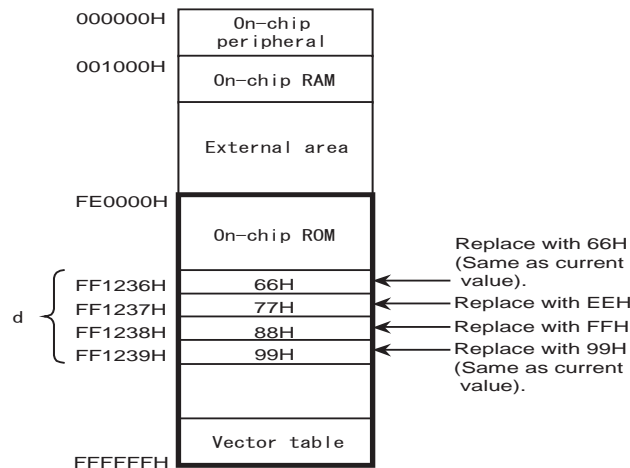 000000H
On-chip
peripheral
001000H
On-chip RAM
External area
FE0000H
On-chip ROM
Replace with 66H
(Same as current
value).
FF1236H 66H
FF1237H 77H Replace with EEH
d
FF1238H 88H Replace with FFH
FF1239H 99H Replace with 99H
(Same as current
value).
Vector table
FFFFFFH